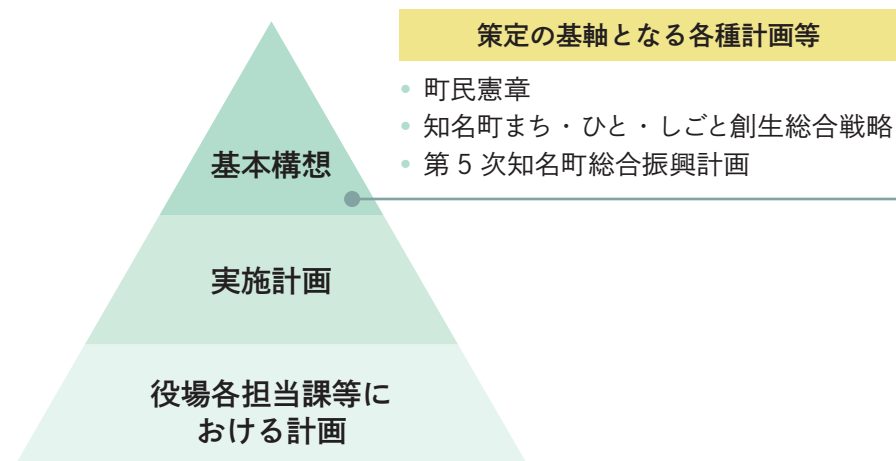 策定の基軸となる各種計画等
• 町民憲章
• 知名町まち・ひと・しごと創生総合戦略
• 第 5 次知名町総合振興計画
基本構想
実施計画
役場各担当課等に
おける計画